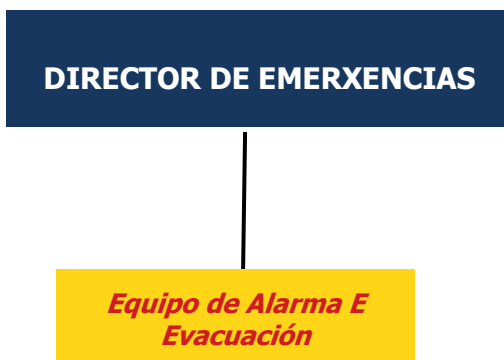 DIRECTOR DE EMERXENCIAS
Equipo de Alarma E
Evacuación